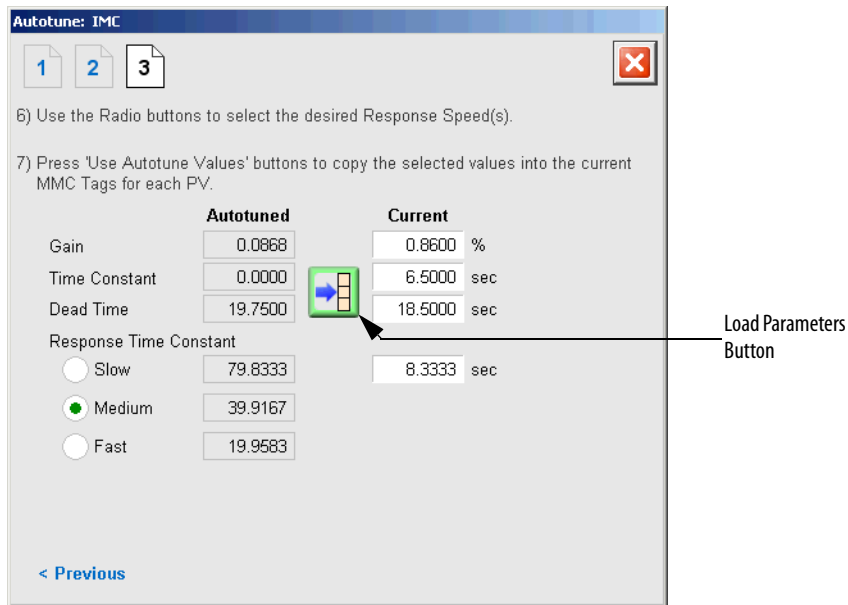 Autotune: IMC
1 2 3
6) Use the Radio buttons to select the desired Response Speed(s).
7) Press 'Use Autotune Values' buttons to copy the selected values into the current
MMC Tags for each PV.
Autotuned Current
Gain 0.0868 0.8600 %
Time Constant 0.0000 6.5000 sec
Dead Time 19.7500 18.5000 sec
Response Time Constant
Slow 79.8333 8.3333 sec
Medium 39.9167
Fast 19.9583
Load Parameters
Button
< Previous